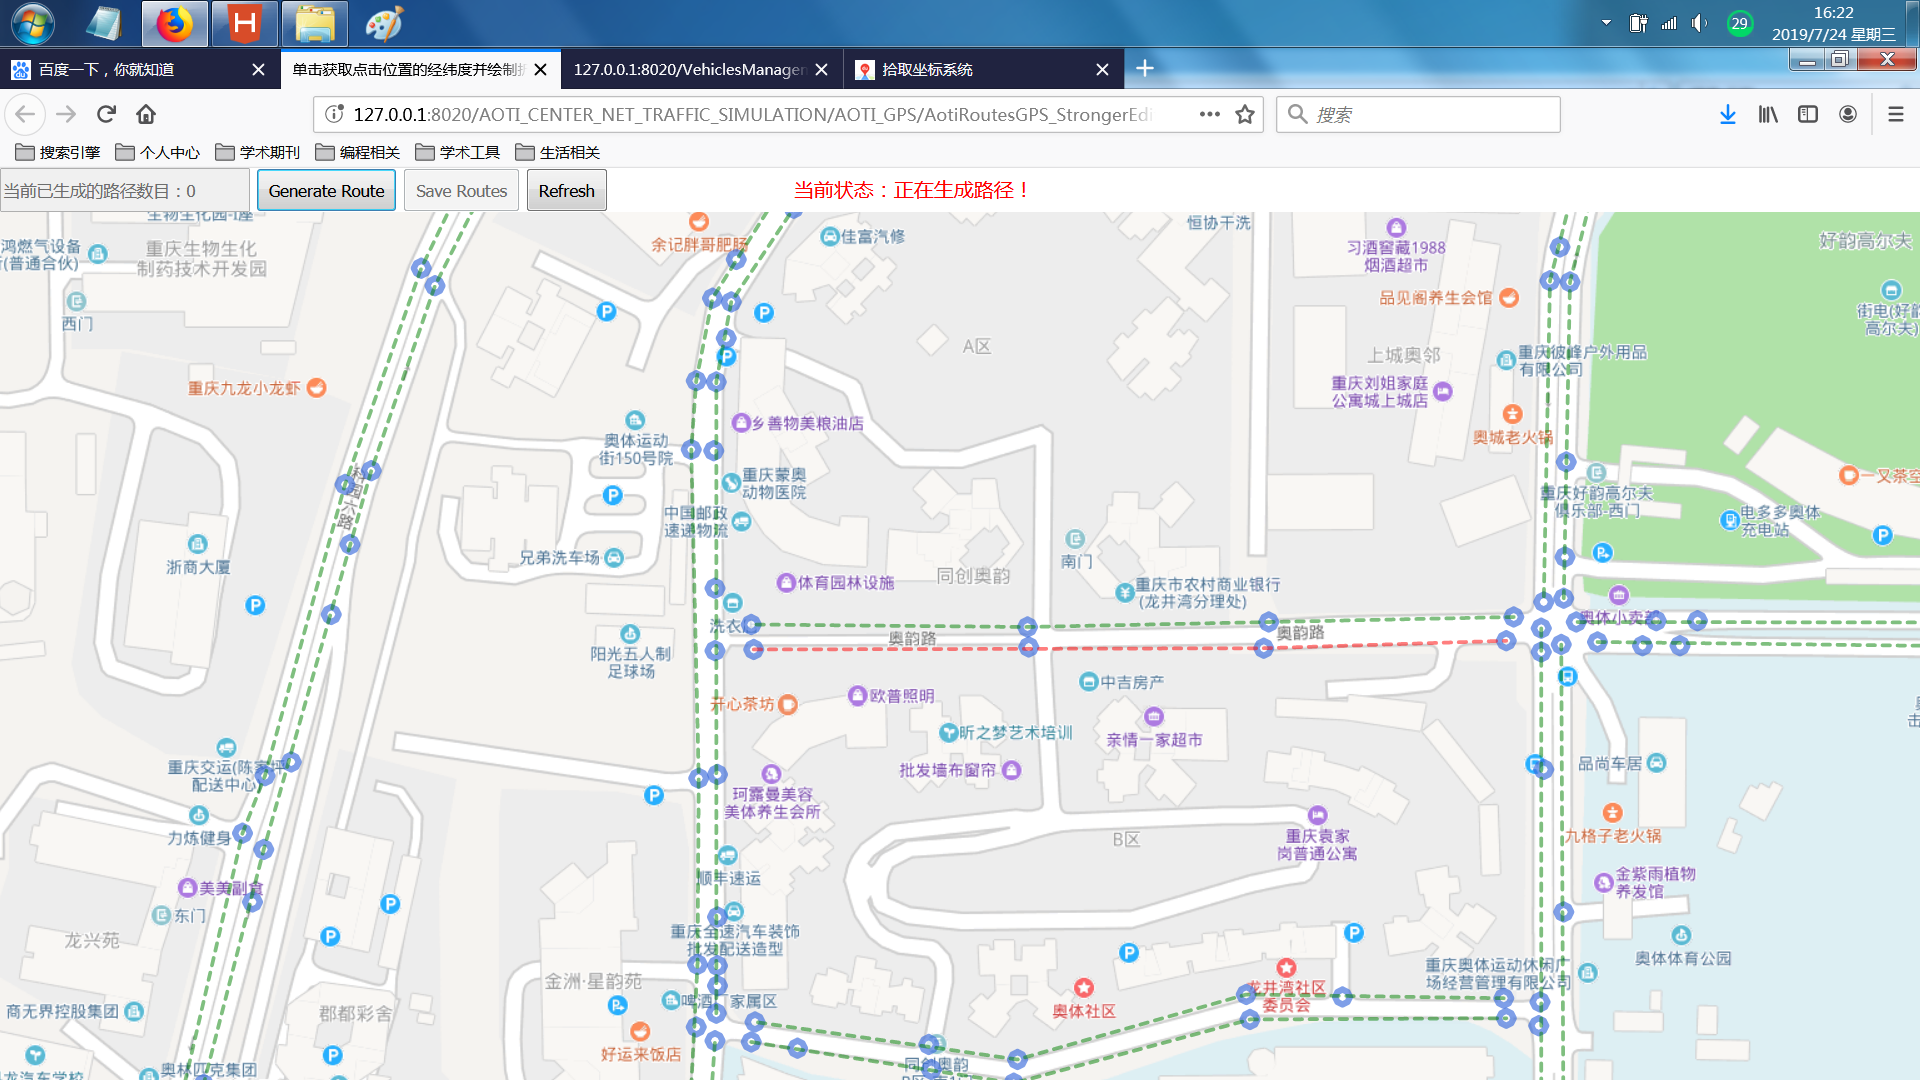 16:22
29
2019/7/24 星期三
百度一下，你就知道
单击获取点击位置的经纬度并绘制折
127.0.0.1:8020/VehiclesManage
拾取坐标系统
127.0.0.1:8020/AOTI_CENTER_NET_TRAFFIC_SIMULATION/AOTI_GPS/AotiRoutesGPS_StrongerEdi
搜索
搜索引擎
个人中心
学术期刊
编程相关
学术工具
生活相关
当前已生成的路径数目：0
Generate Route
Save Routes
Refresh
当前状态：正在生成路径！
生物生化园-I座
恒协干洗
鸿燃气设备
(普通合伙)
重庆生物生化
制药技术开发园
余记胖哥肥肠
佳富汽修
习酒窖藏1988
烟酒超市
好韵高尔夫
西门
品见阁养生会馆
街电(好韵
高尔夫)
A区
上城奥邻
重庆彼峰户外用品
有限公司
重庆九龙小龙虾
重庆刘姐家庭
公寓城上城店
乡善物美粮油店
奥体运动
街150号院
奥城老火锅
重庆蒙奥
动物医院
一又茶空
科园六路
重庆好韵高尔夫
俱乐部-西门
中国邮政
速递物流
电多多奥体
充电站
浙商大厦
兄弟洗车场
南门
体育园林设施
同创奥韵
重庆市农村商业银行
(龙井湾分理处)
洗衣
奥韵路
奥韵路
奥体小卖部
阳光五人制
足球场
中吉房产
开心茶坊
欧普照明
昕之梦艺术培训
亲情一家超市
重庆交运(陈家坪
配送中心)
批发墙布窗帘
品尚车居
珂露曼美容
美体养生会所
力炼健身
B区
重庆袁家
岗普通公寓
九格子老火锅
顺丰速运
美美副食
金紫雨植物
养发馆
东门
龙兴苑
重庆全速汽车装饰
批发配送造型
奥体体育公园
金洲·星韵苑
重庆奥体运动休闲广
场经营管理有限公司
龙井湾社区
委员会
啤酒
家属区
奥体社区
商无界控股集团
郡都彩舍
好运来饭店
同创奥韵
奥林匹克集团
龙汽车学校